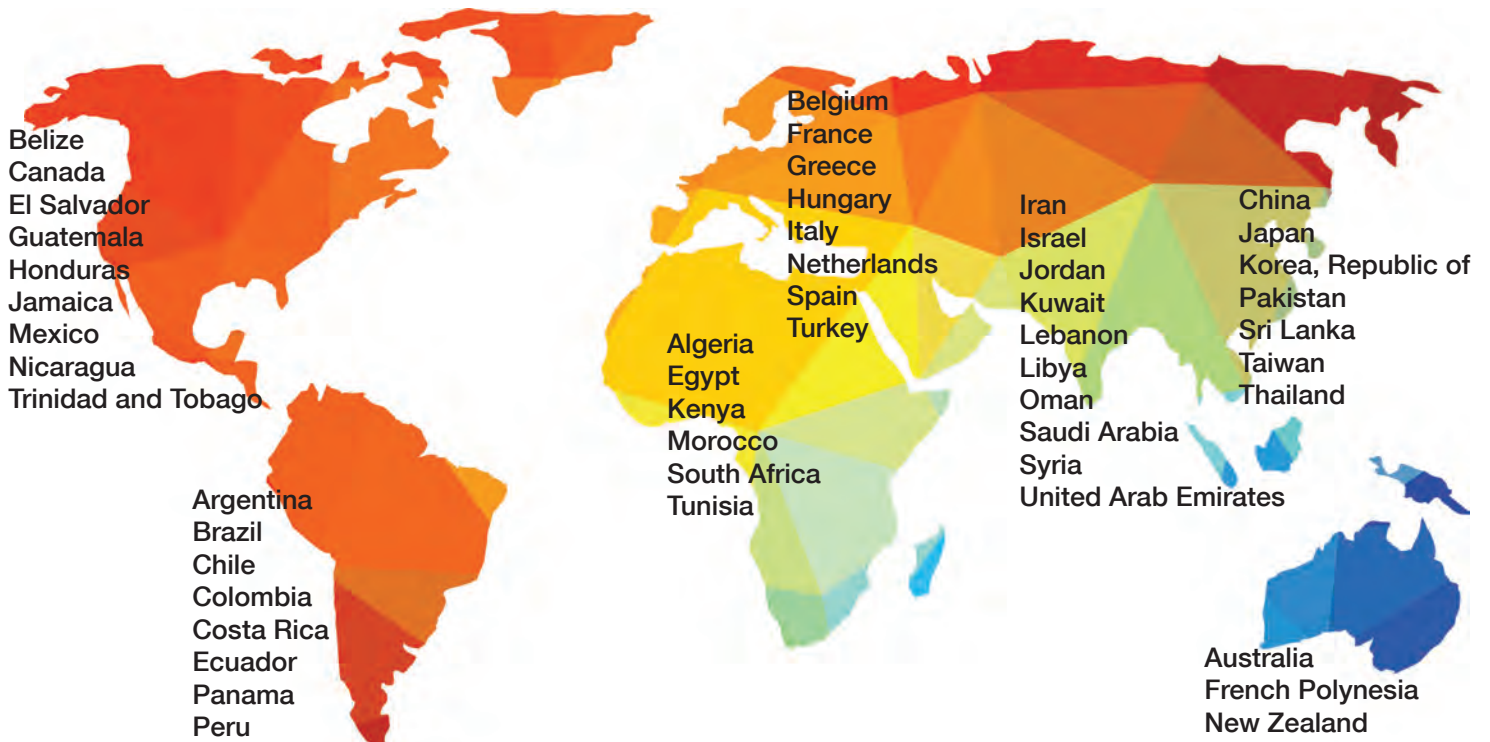 Belize
Canada
El Salvador
Guatemala
Honduras
Jamaica
Mexico
Nicaragua
Trinidad and Tobago
Argentina
Brazil
Chile
Colombia
Costa Rica
Ecuador
Panama
Peru
Belgium
France
Greece
Hungary
Italy
Netherlands
Spain
Turkey
Algeria
Egypt
Kenya
Morocco
South Africa
Tunisia
Iran
Israel
Jordan
Kuwait
Lebanon
Libya
Oman
Saudi Arabia
Syria
United Arab Emirates
China
Japan
Korea, Republic of
Pakistan
Sri Lanka
Taiwan
Thailand
Australia
French Polynesia
New Zealand